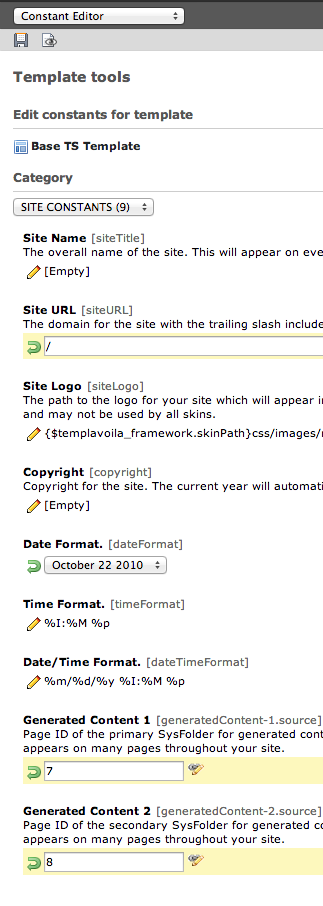 Constant Editor
Template tools
Edit constants for template
Base TS Template
Category
SITE CONSTANTS (9)
Site Name [siteTitle]
The overall name of the site. This will appear on eve
[Empty]
Site URL [siteURL]
The domain for the site with the trailing slash include
/
Site Logo [siteLogo]
The path to the logo for your site which will appear i
and may not be used by all skins.
{$templavoila_framework.skinPath}css/images/
Copyright [copyright]
Copyright for the site. The current year will automati
[Empty]
Date Format. [dateFormat]
October 22 2010
Time Format. [timeFormat]
%I:%M %p
Date/Time Format. [dateTimeFormat]
%m/%d/%y %I:%M %p
Generated Content 1 [generatedContent-1.source]
Page ID of the primary SysFolder for generated cont
appears on many pages throughout your site.
7
Generated Content 2 [generatedContent-2.source]
Page ID of the secondary SysFolder for generated co
appears on many pages throughout your site.
8